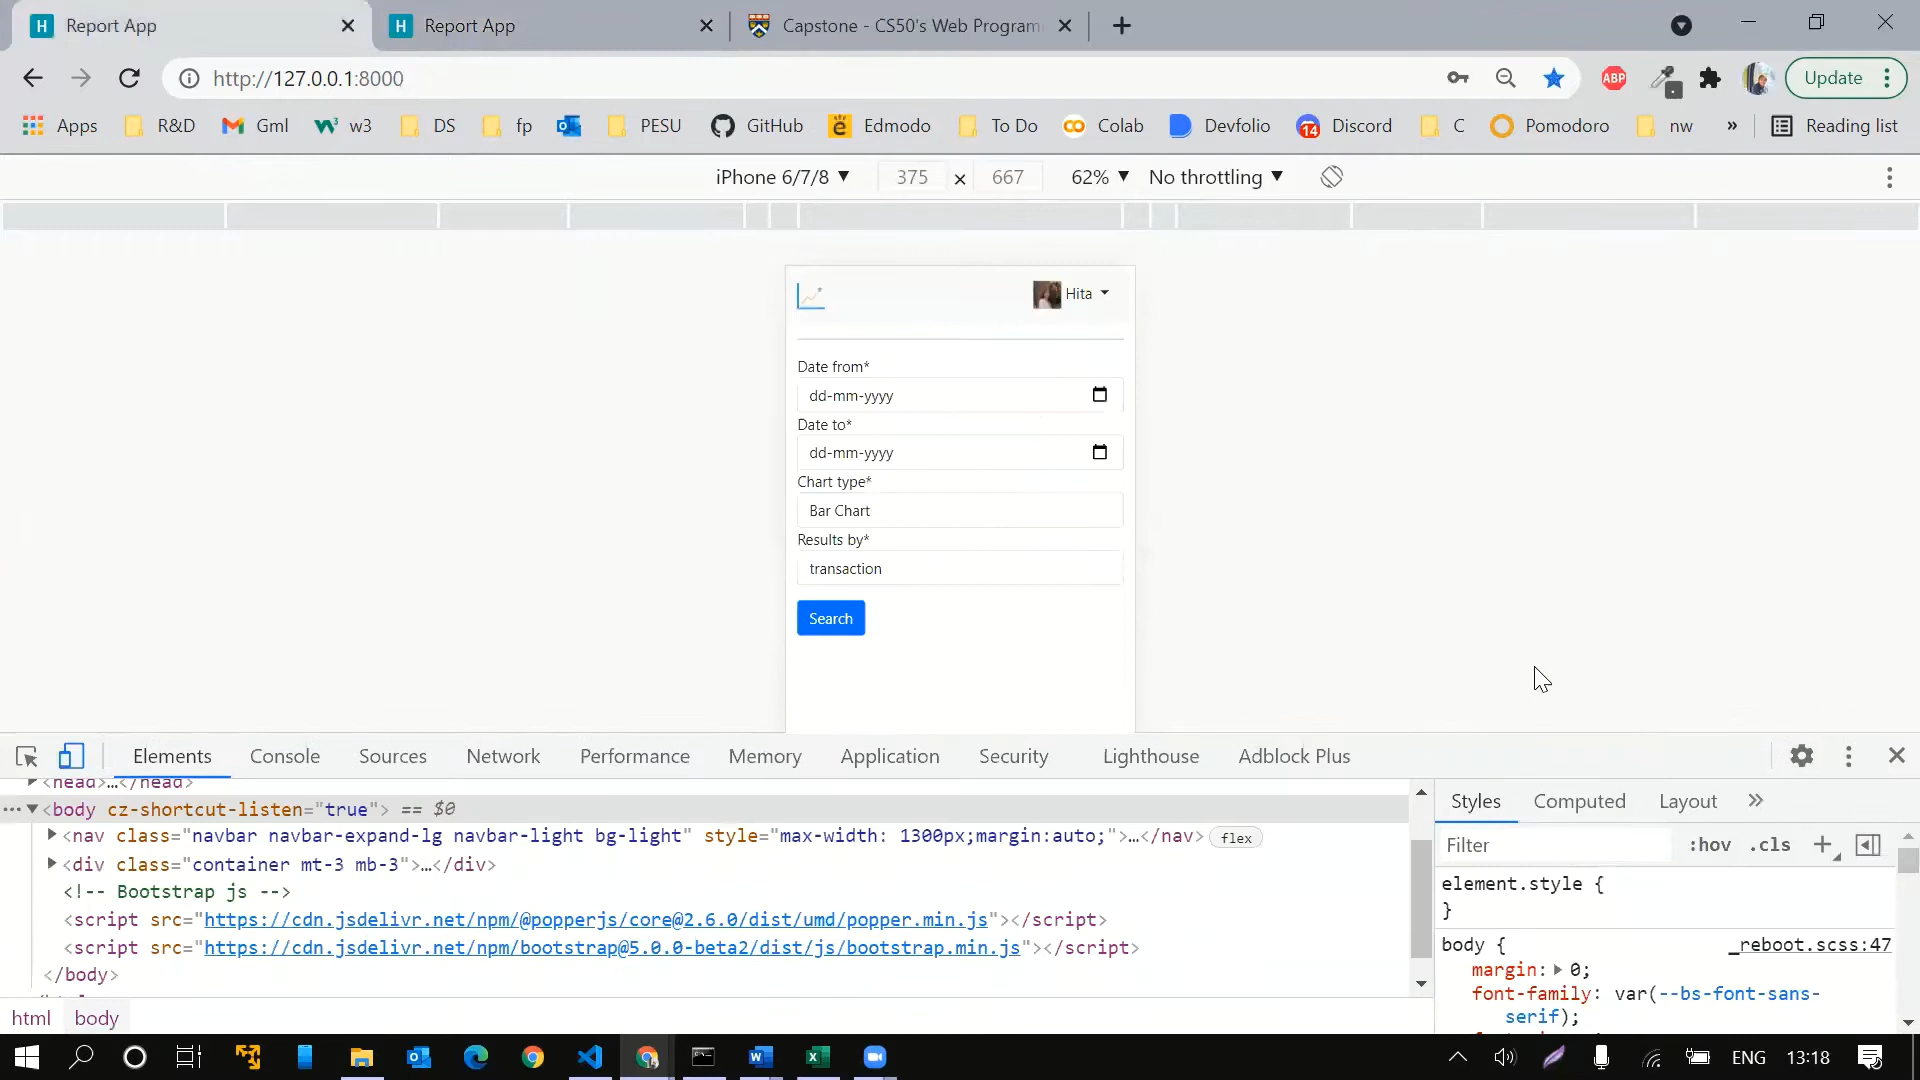 Report App
Report App
Capstone - CS50's Web Program
http://127.0.0.1:8000
ABP
Update
Apps R&D Gml w3 DS fp PESU GitHub Edmodo To Do Colab Devfolio 14 Discord C Pomodoro nw » Reading list
iPhone 6/7/8 375 × 667 62% No throttling
Hita
Date from*
dd-mm-yyyy
Date to*
dd-mm-yyyy
Chart type*
Bar Chart
Results by*
transaction
Search
Elements Console Sources Network Performance Memory Application Security Lighthouse Adblock Plus
<head>…</head>
<body cz-shortcut-listen="true"> == $0
<nav class="navbar navbar-expand-lg navbar-light bg-light" style="max-width: 1300px;margin:auto;">…</nav> flex
<div class="container mt-3 mb-3">…</div>
<!-- Bootstrap js -->
<script src="https://cdn.jsdelivr.net/npm/@popperjs/core@2.6.0/dist/umd/popper.min.js"></script>
<script src="https://cdn.jsdelivr.net/npm/bootstrap@5.0.0-beta2/dist/js/bootstrap.min.js"></script>
</body>
html body
Styles Computed Layout »
Filter :hov .cls
element.style {
}
body { _reboot.scss:47
margin: 0;
font-family: var(--bs-font-sans-
serif);
ENG 13:18